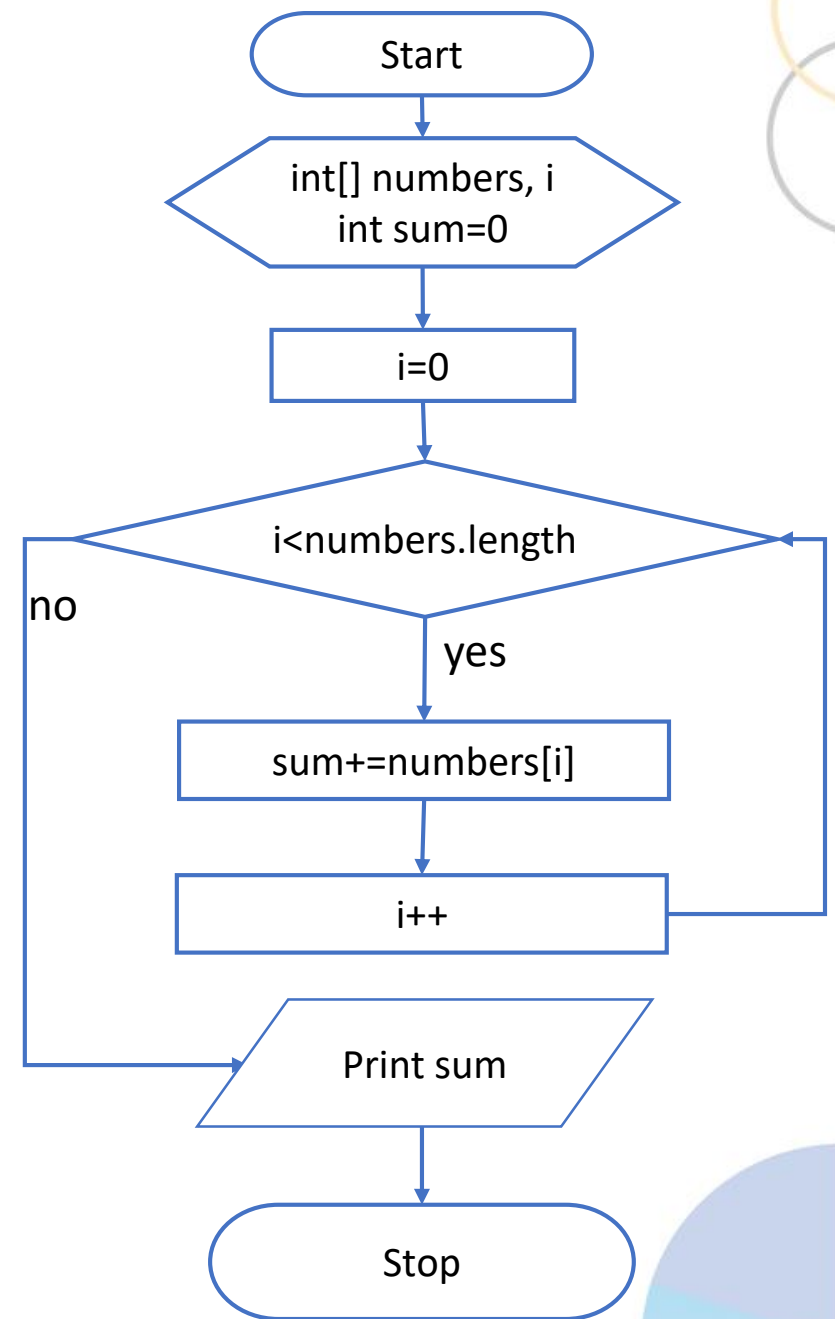 Start
int[] numbers, i
int sum=0
i=0
i<numbers.length
no
yes
sum+=numbers[i]
i++
Print sum
Stop